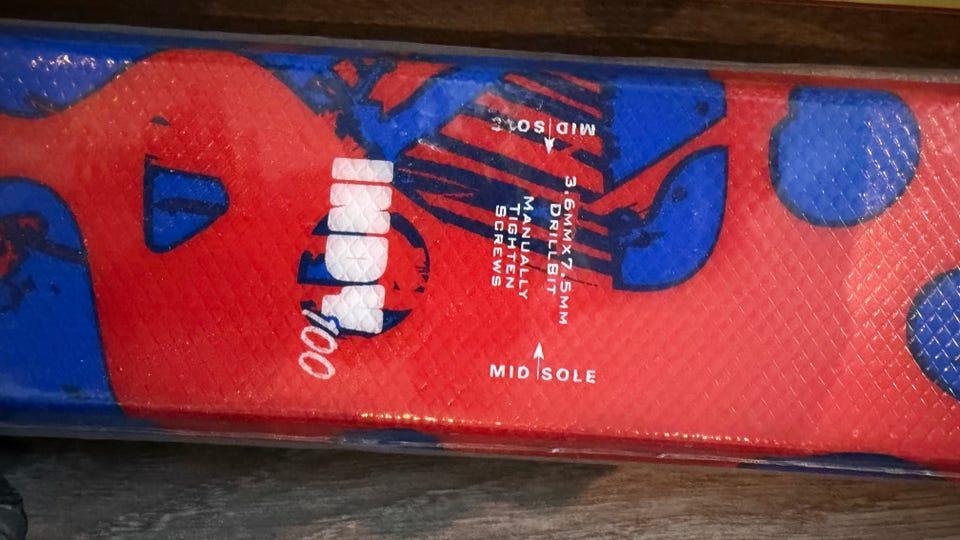 MID SOLE
3.6MMX7.5MM
DRILLBIT
MANUALLY
TIGHTEN
SCREWS
100
MID SOLE